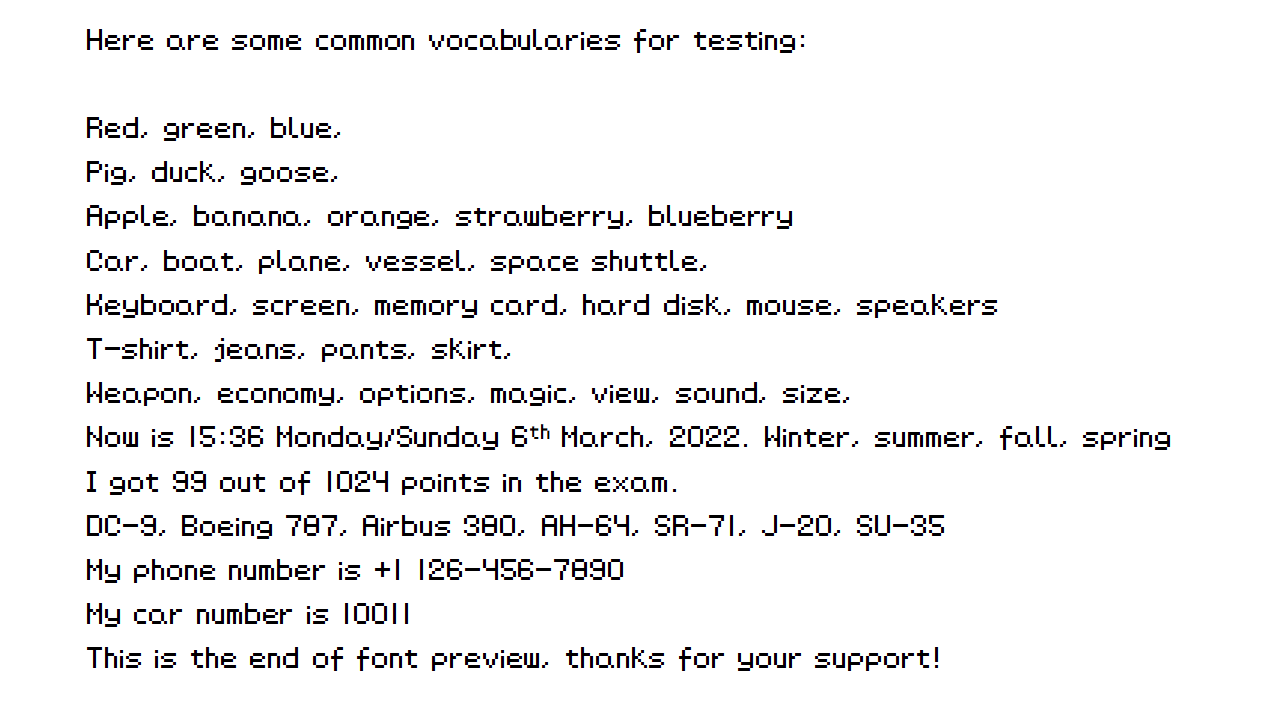 Here are some common vocabularies for testing:
Red, green, blue,
Pig, duck, goose,
Apple, banana, orange, strawberry, blueberry
Car, boat, plane, vessel, space shuttle,
Keyboard, screen, memory card, hard disk, mouse, speakers
T-shirt, jeans, pants, skirt,
Weapon, economy, options, magic, view, sound, size,
Now is 15:36 Monday/Sunday 6ᵗʰ March, 2022. Winter, summer, fall, spring
I got 99 out of 1024 points in the exam.
DC-9, Boeing 787, Airbus 380, AH-64, SR-71, J-20, SU-35
My phone number is +1 126-456-7890
My car number is 10011
This is the end of font preview, thanks for your support!